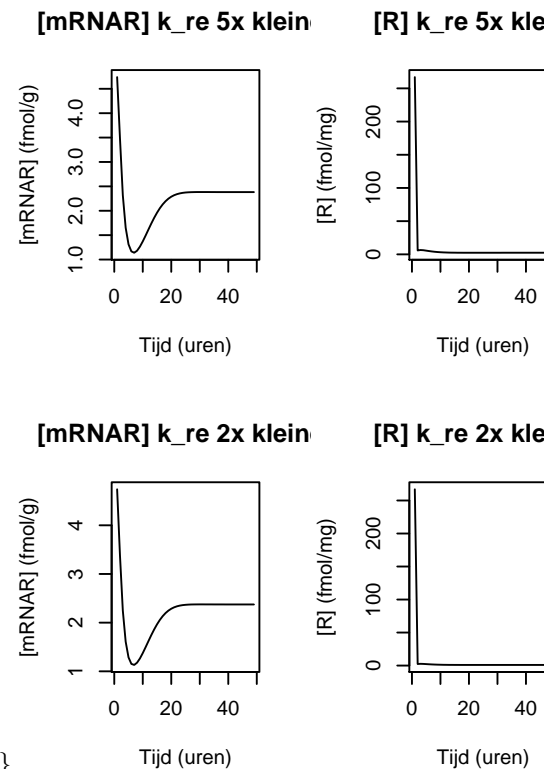 [mRNAR] k_re 5x klein
[R] k_re 5x kle
[mRNAR] (fmol/g)
4.0
3.0
2.0
1.0
0 20 40
Tijd (uren)
[R] (fmol/mg)
200
100
0
0 20 40
Tijd (uren)
[mRNAR] k_re 2x klein
[R] k_re 2x kle
[mRNAR] (fmol/g)
4
3
2
1
0 20 40
Tijd (uren)
[R] (fmol/mg)
200
100
0
0 20 40
Tijd (uren)
}